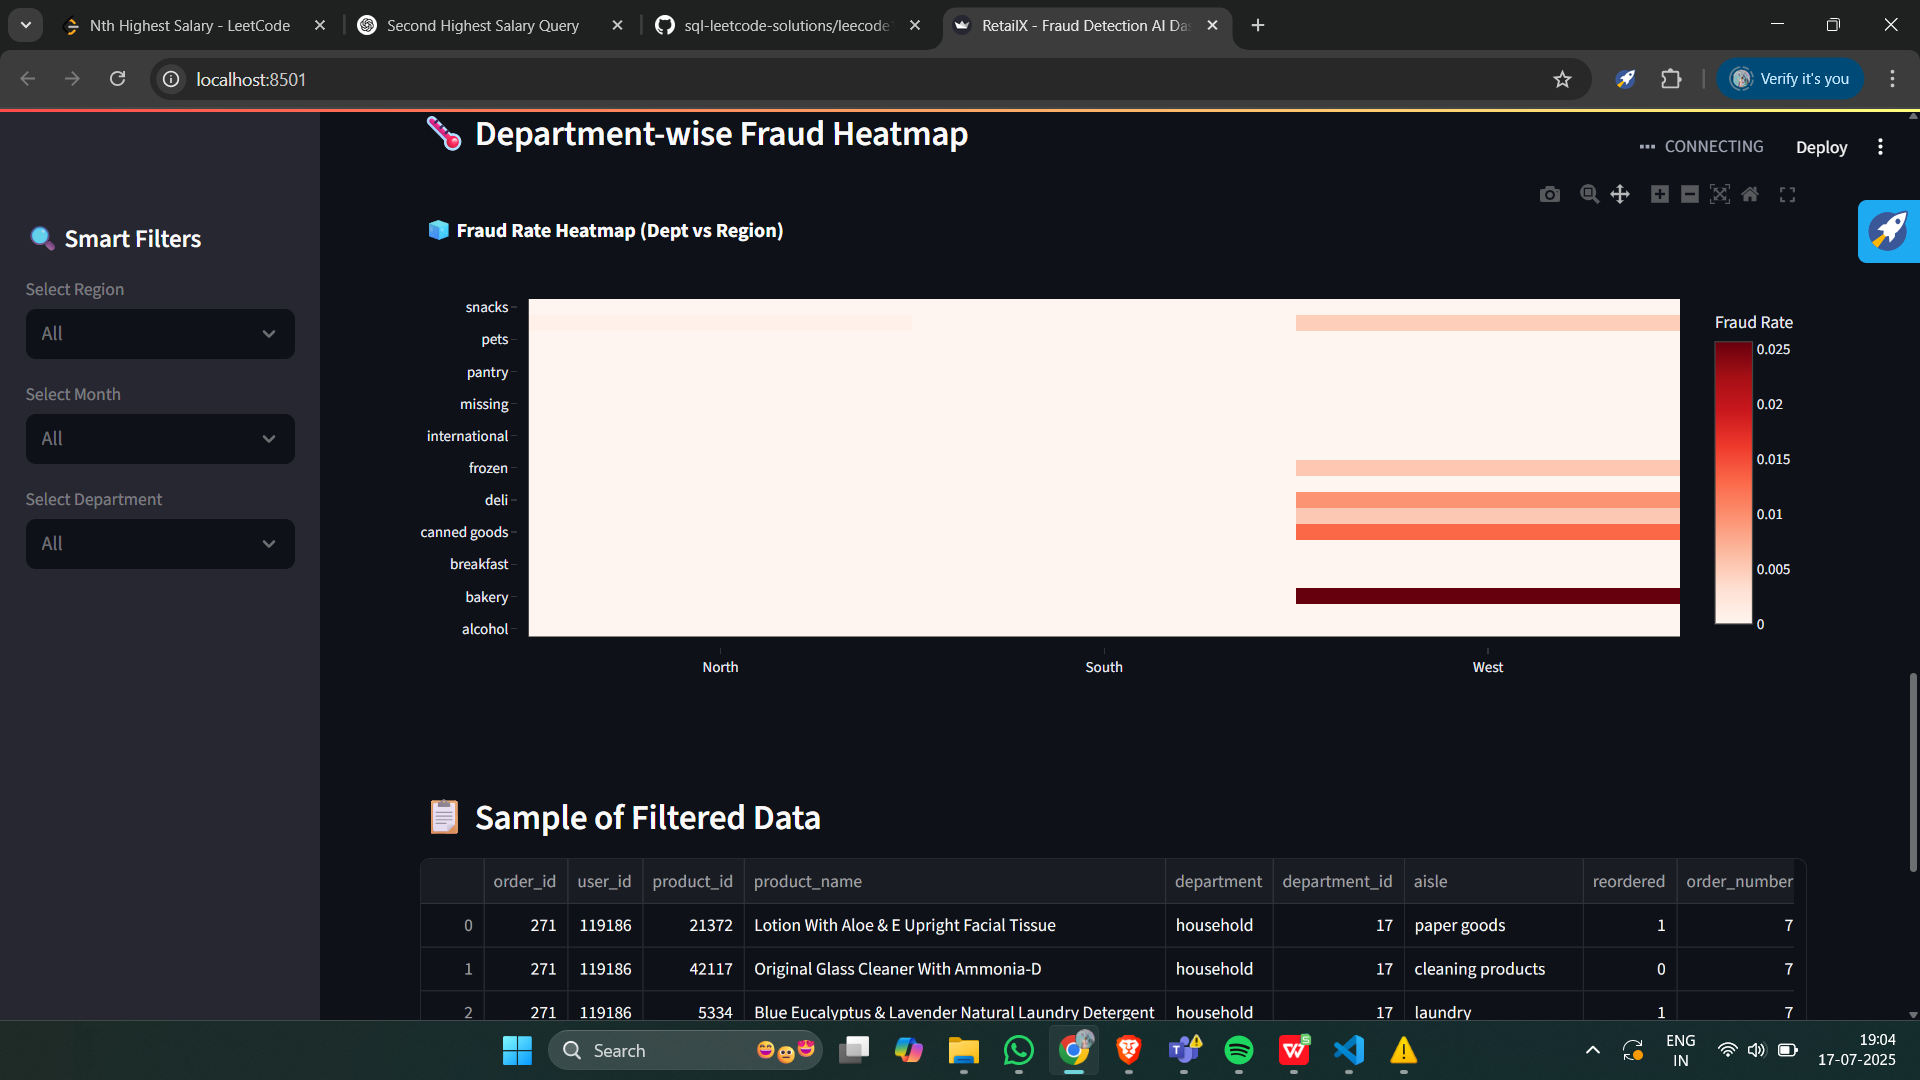 Nth Highest Salary - LeetCode
Second Highest Salary Query
sql-leetcode-solutions/leecode
RetailX - Fraud Detection AI Da
localhost:8501
Verify it's you
Department-wise Fraud Heatmap
CONNECTING
Deploy
Smart Filters
Select Region
All
Select Month
All
Select Department
All
Fraud Rate Heatmap (Dept vs Region)
snacks
pets
pantry
missing
international
frozen
deli
canned goods
breakfast
bakery
alcohol
North South West
Fraud Rate
0.025
0.02
0.015
0.01
0.005
0
Sample of Filtered Data
order_id user_id product_id product_name department department_id aisle reordered order_number
0 271 119186 21372 Lotion With Aloe & E Upright Facial Tissue household 17 paper goods 1 7
1 271 119186 42117 Original Glass Cleaner With Ammonia-D household 17 cleaning products 0 7
2 271 119186 5334 Blue Eucalyptus & Lavender Natural Laundry Detergent household 17 laundry 1 7
Search
ENG
IN
19:04
17-07-2025